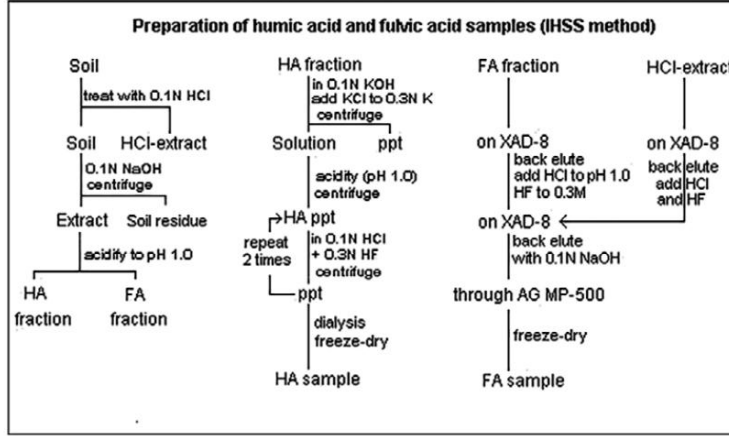 Preparation of humic acid and fulvic acid samples (IHSS method)
Soil
treat with 0.1N HCl
Soil HCl-extract
0.1N NaOH
centrifuge
Extract Soil residue
acidify to pH 1.0
HA
fraction
FA
fraction
HA fraction
in 0.1N KOH
add KCl to 0.3N K
centrifuge
Solution ppt
acidity (pH 1.0)
centrifuge
HA ppt
repeat
2 times
in 0.1N HCl
+ 0.3N HF
centrifuge
ppt
dialysis
freeze-dry
HA sample
FA fraction
on XAD-8
back elute
add HCl to pH 1.0
HF to 0.3M
on XAD-8
back elute
with 0.1N NaOH
through AG MP-500
freeze-dry
FA sample
HCl-extract
on XAD-8
back elute
add HCl
and HF